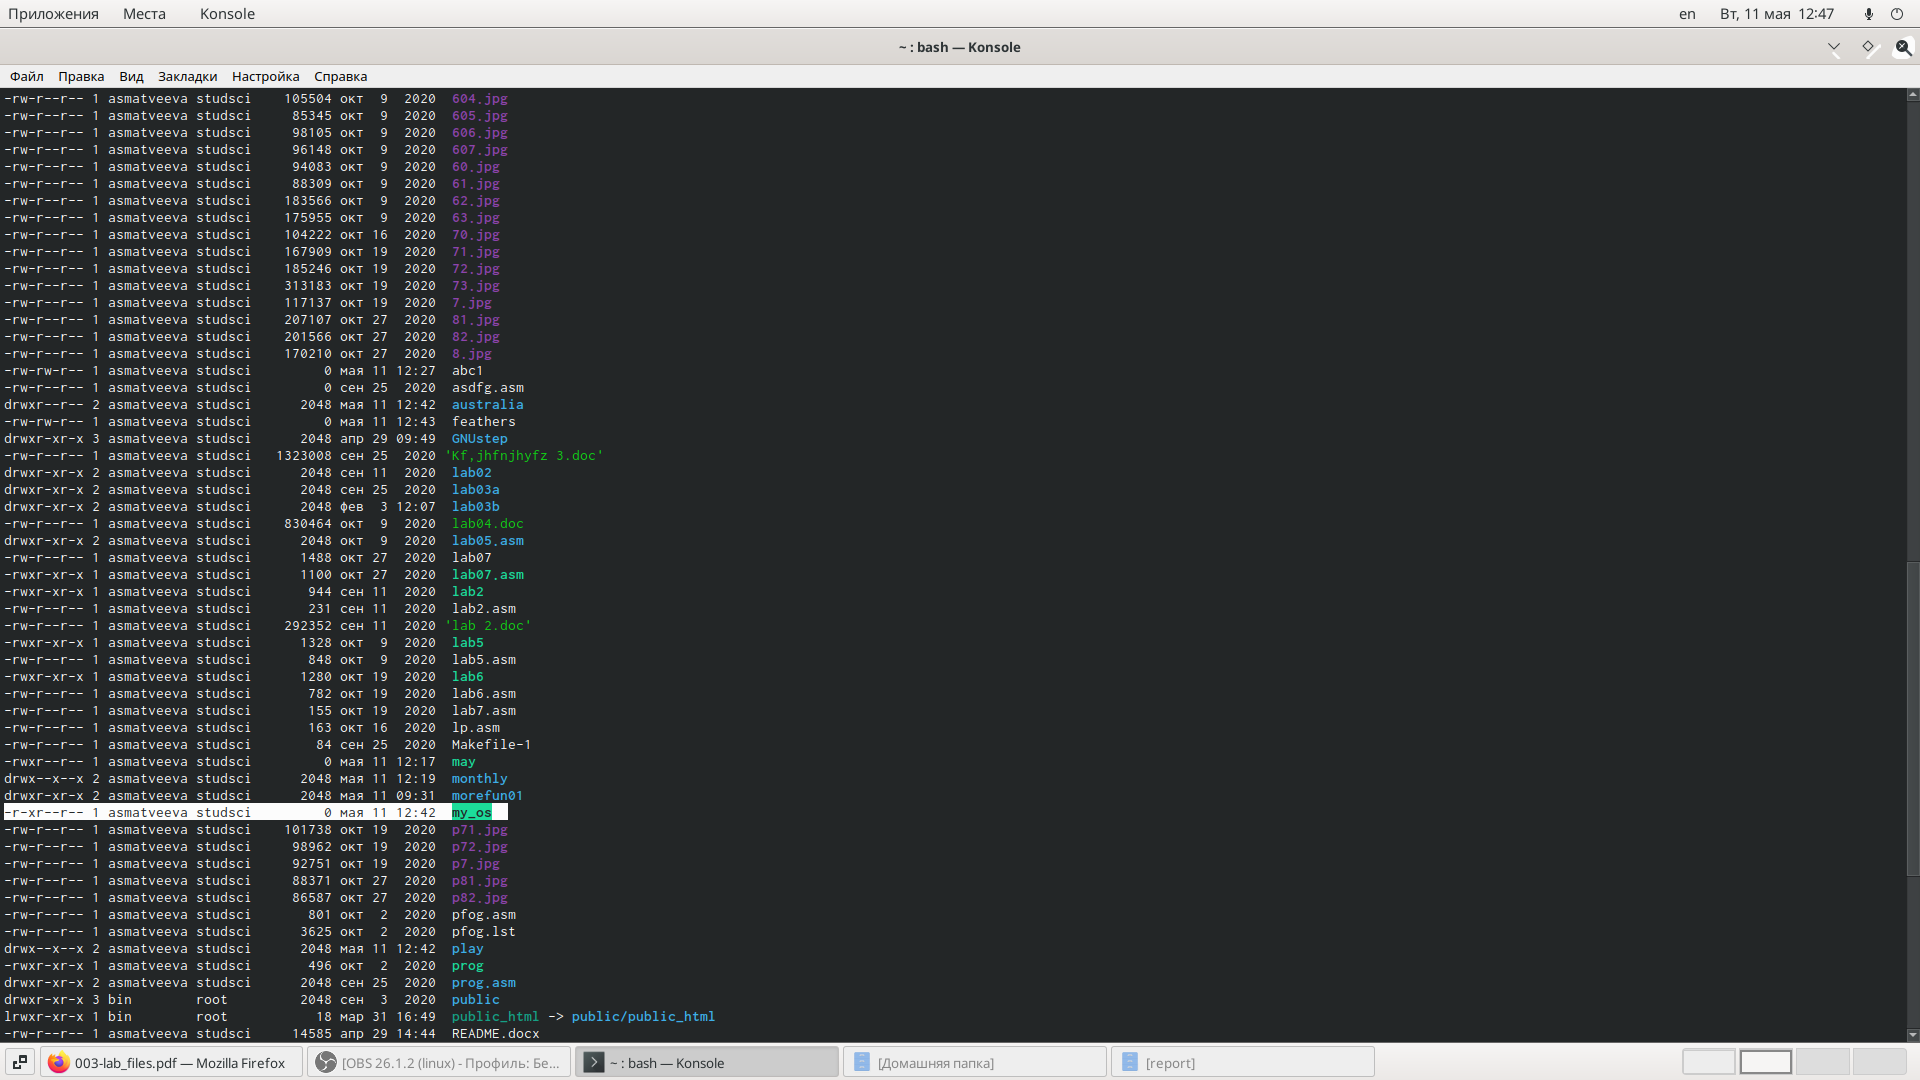 Приложения Места Konsole en Вт, 11 мая 12:47
~ : bash — Konsole
Файл Правка Вид Закладки Настройка Справка
-rw-r--r-- 1 asmatveeva studsci 105504 окт 9 2020 604.jpg
-rw-r--r-- 1 asmatveeva studsci 85345 окт 9 2020 605.jpg
-rw-r--r-- 1 asmatveeva studsci 98105 окт 9 2020 606.jpg
-rw-r--r-- 1 asmatveeva studsci 96148 окт 9 2020 607.jpg
-rw-r--r-- 1 asmatveeva studsci 94083 окт 9 2020 60.jpg
-rw-r--r-- 1 asmatveeva studsci 88309 окт 9 2020 61.jpg
-rw-r--r-- 1 asmatveeva studsci 183566 окт 9 2020 62.jpg
-rw-r--r-- 1 asmatveeva studsci 175955 окт 9 2020 63.jpg
-rw-r--r-- 1 asmatveeva studsci 104222 окт 16 2020 70.jpg
-rw-r--r-- 1 asmatveeva studsci 167909 окт 19 2020 71.jpg
-rw-r--r-- 1 asmatveeva studsci 185246 окт 19 2020 72.jpg
-rw-r--r-- 1 asmatveeva studsci 313183 окт 19 2020 73.jpg
-rw-r--r-- 1 asmatveeva studsci 117137 окт 19 2020 7.jpg
-rw-r--r-- 1 asmatveeva studsci 207107 окт 27 2020 81.jpg
-rw-r--r-- 1 asmatveeva studsci 201566 окт 27 2020 82.jpg
-rw-r--r-- 1 asmatveeva studsci 170210 окт 27 2020 8.jpg
-rw-rw-r-- 1 asmatveeva studsci 0 мая 11 12:27 abc1
-rw-r--r-- 1 asmatveeva studsci 0 сен 25 2020 asdfg.asm
drwxr--r-- 2 asmatveeva studsci 2048 мая 11 12:42 australia
-rw-rw-r-- 1 asmatveeva studsci 0 мая 11 12:43 feathers
drwxr-xr-x 3 asmatveeva studsci 2048 апр 29 09:49 GNUstep
-rw-r--r-- 1 asmatveeva studsci 1323008 сен 25 2020 'Kf,jhfnjhyfz 3.doc'
drwxr-xr-x 2 asmatveeva studsci 2048 сен 11 2020 lab02
drwxr-xr-x 2 asmatveeva studsci 2048 сен 25 2020 lab03a
drwxr-xr-x 2 asmatveeva studsci 2048 фев 3 12:07 lab03b
-rw-r--r-- 1 asmatveeva studsci 830464 окт 9 2020 lab04.doc
drwxr-xr-x 2 asmatveeva studsci 2048 окт 9 2020 lab05.asm
-rw-r--r-- 1 asmatveeva studsci 1488 окт 27 2020 lab07
-rwxr-xr-x 1 asmatveeva studsci 1100 окт 27 2020 lab07.asm
-rwxr-xr-x 1 asmatveeva studsci 944 сен 11 2020 lab2
-rw-r--r-- 1 asmatveeva studsci 231 сен 11 2020 lab2.asm
-rw-r--r-- 1 asmatveeva studsci 292352 сен 11 2020 'lab 2.doc'
-rwxr-xr-x 1 asmatveeva studsci 1328 окт 9 2020 lab5
-rw-r--r-- 1 asmatveeva studsci 848 окт 9 2020 lab5.asm
-rwxr-xr-x 1 asmatveeva studsci 1280 окт 19 2020 lab6
-rw-r--r-- 1 asmatveeva studsci 782 окт 19 2020 lab6.asm
-rw-r--r-- 1 asmatveeva studsci 155 окт 19 2020 lab7.asm
-rw-r--r-- 1 asmatveeva studsci 163 окт 16 2020 lp.asm
-rw-r--r-- 1 asmatveeva studsci 84 сен 25 2020 Makefile-1
-rwxr--r-- 1 asmatveeva studsci 0 мая 11 12:17 may
drwx--x--x 2 asmatveeva studsci 2048 мая 11 12:19 monthly
drwxr-xr-x 2 asmatveeva studsci 2048 мая 11 09:31 morefun01
-r-xr--r-- 1 asmatveeva studsci 0 мая 11 12:42 my_os
-rw-r--r-- 1 asmatveeva studsci 101738 окт 19 2020 p71.jpg
-rw-r--r-- 1 asmatveeva studsci 98962 окт 19 2020 p72.jpg
-rw-r--r-- 1 asmatveeva studsci 92751 окт 19 2020 p7.jpg
-rw-r--r-- 1 asmatveeva studsci 88371 окт 27 2020 p81.jpg
-rw-r--r-- 1 asmatveeva studsci 86587 окт 27 2020 p82.jpg
-rw-r--r-- 1 asmatveeva studsci 801 окт 2 2020 pfog.asm
-rw-r--r-- 1 asmatveeva studsci 3625 окт 2 2020 pfog.lst
drwx--x--x 2 asmatveeva studsci 2048 мая 11 12:42 play
-rwxr-xr-x 1 asmatveeva studsci 496 окт 2 2020 prog
drwxr-xr-x 2 asmatveeva studsci 2048 сен 25 2020 prog.asm
drwxr-xr-x 3 bin root 2048 сен 3 2020 public
lrwxr-xr-x 1 bin root 18 мар 31 16:49 public_html -> public/public_html
-rw-r--r-- 1 asmatveeva studsci 14585 апр 29 14:44 README.docx
003-lab_files.pdf — Mozilla Firefox [OBS 26.1.2 (linux) - Профиль: Бе... ~ : bash — Konsole [Домашняя папка] [report]